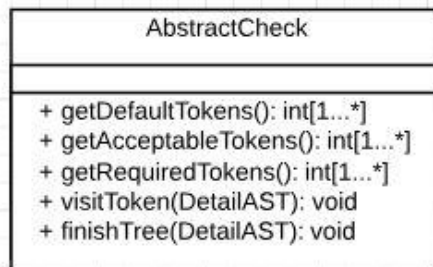 AbstractCheck
+ getDefaultTokens(): int[1...*]
+ getAcceptableTokens(): int[1...*]
+ getRequiredTokens(): int[1...*]
+ visitToken(DetailAST): void
+ finishTree(DetailAST): void